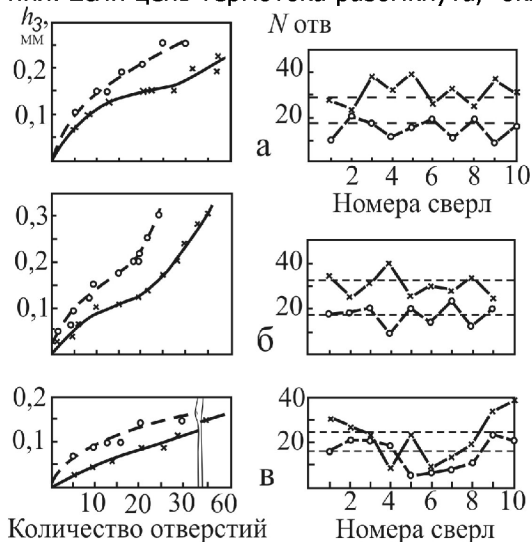 h3,
мм
0,2
0,1
N отв
40
20
а
2 4 6 8 10
Номера сверл
0,3
0,2
0,1
40
20
б
0,2
0,1
10 20 30 60
Количество отверстий
40
20
в
2 4 6 8 10
Номера сверл